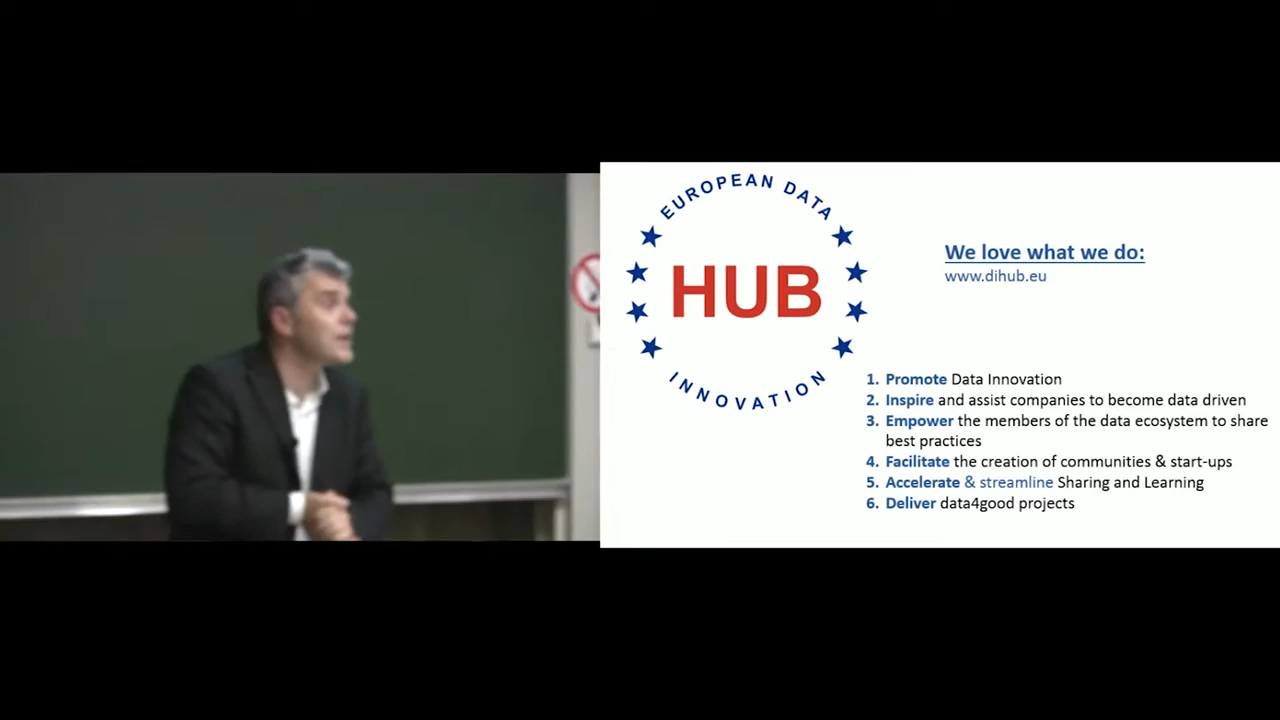 EUROPEAN DATA
HUB
INNOVATION
We love what we do:
www.dihub.eu
1. Promote Data Innovation
2. Inspire and assist companies to become data driven
3. Empower the members of the data ecosystem to share
best practices
4. Facilitate the creation of communities & start-ups
5. Accelerate & streamline Sharing and Learning
6. Deliver data4good projects